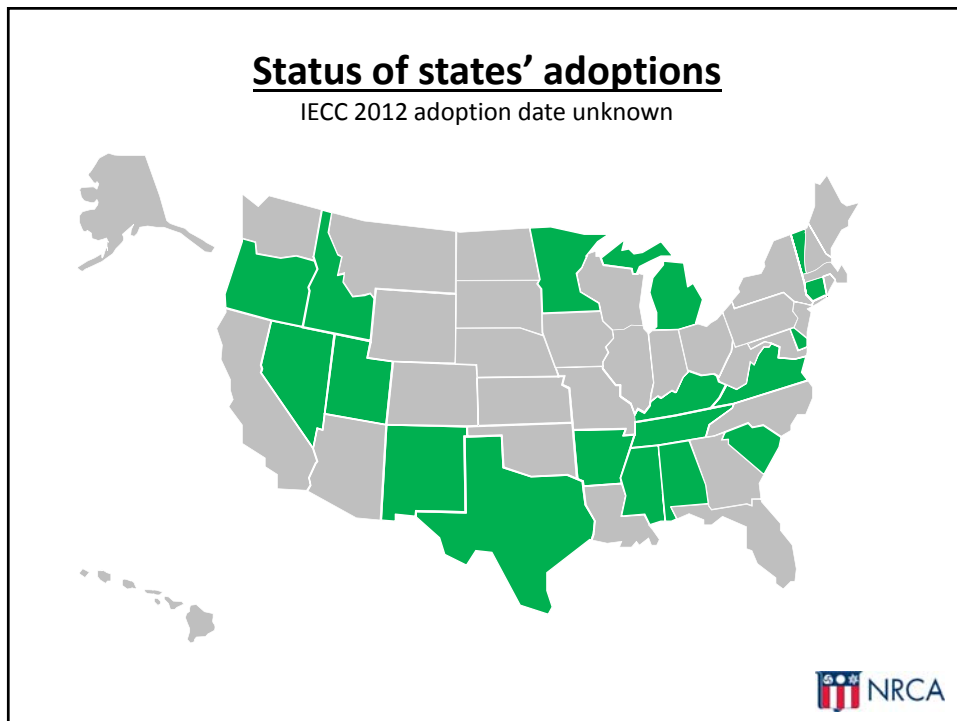 Status of states’ adoptions
IECC 2012 adoption date unknown
NRCA